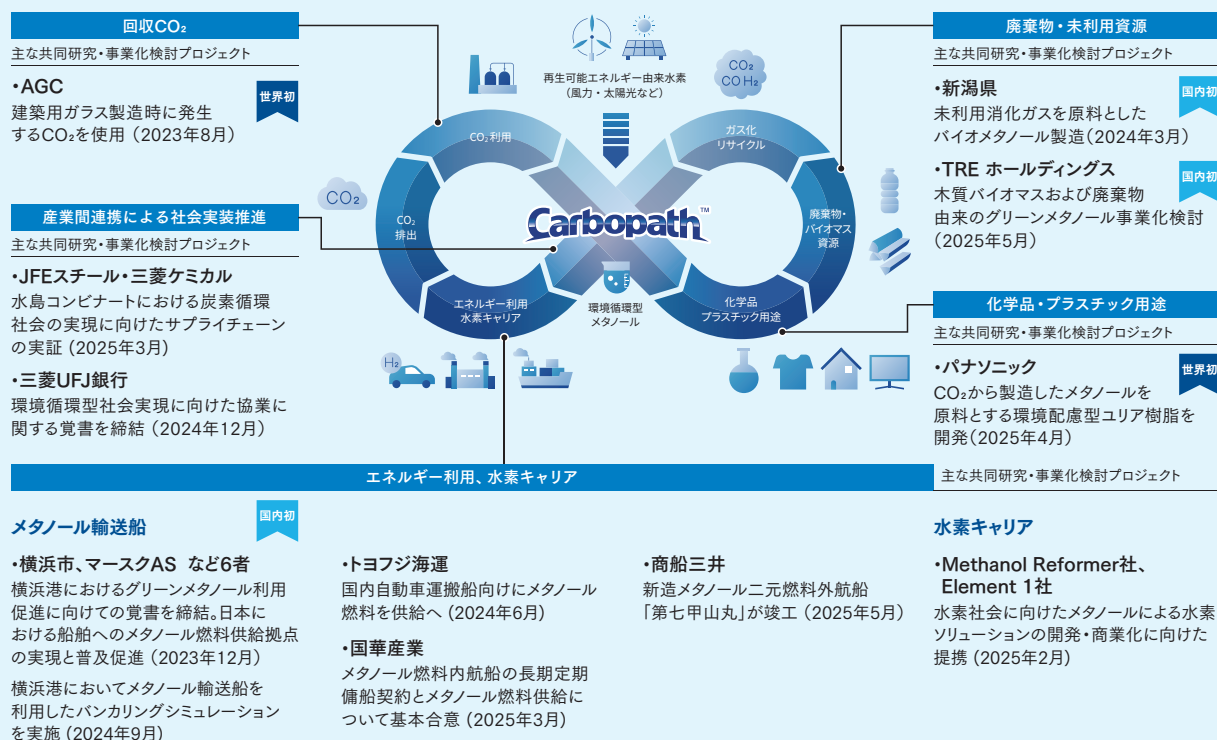 回収CO₂
主な共同研究・事業化検討プロジェクト
・AGC
世界初
建築用ガラス製造時に発生
するCO₂を使用（2023年8月）
産業間連携による社会実装推進
主な共同研究・事業化検討プロジェクト
・JFEスチール・三菱ケミカル
水島コンビナートにおける炭素循環
社会の実現に向けたサプライチェーン
の実証（2025年3月）
・三菱UFJ銀行
環境循環型社会実現に向けた協業に
関する覚書を締結（2024年12月）
再生可能エネルギー由来水素
（風力・太陽光など）
CO₂
CO H₂
CO₂利用
ガス化
リサイクル
CO₂
CO₂
排出
Carbopath™
廃棄物・
バイオマス
資源
エネルギー利用
水素キャリア
環境循環型
メタノール
化学品
プラスチック用途
H₂
廃棄物・未利用資源
主な共同研究・事業化検討プロジェクト
・新潟県
国内初
未利用消化ガスを原料とした
バイオメタノール製造（2024年3月）
・TRE ホールディングス
国内初
木質バイオマスおよび廃棄物
由来のグリーンメタノール事業化検討
（2025年5月）
化学品・プラスチック用途
主な共同研究・事業化検討プロジェクト
・パナソニック
世界初
CO₂から製造したメタノールを
原料とする環境配慮型ユリア樹脂を
開発（2025年4月）
エネルギー利用、水素キャリア
主な共同研究・事業化検討プロジェクト
メタノール輸送船
国内初
・横浜市、マースクAS など6者
横浜港におけるグリーンメタノール利用
促進に向けての覚書を締結。日本に
おける船舶へのメタノール燃料供給拠点
の実現と普及促進（2023年12月）
横浜港においてメタノール輸送船を
利用したバンカリングシミュレーション
を実施（2024年9月）
・トヨフジ海運
国内自動車運搬船向けにメタノール
燃料を供給へ（2024年6月）
・国華産業
メタノール燃料内航船の長期定期
傭船契約とメタノール燃料供給に
ついて基本合意（2025年3月）
・商船三井
新造メタノール二元燃料外航船
「第七甲山丸」が竣工（2025年5月）
水素キャリア
・Methanol Reformer社、
Element 1社
水素社会に向けたメタノールによる水素
ソリューションの開発・商業化に向けた
提携（2025年2月）